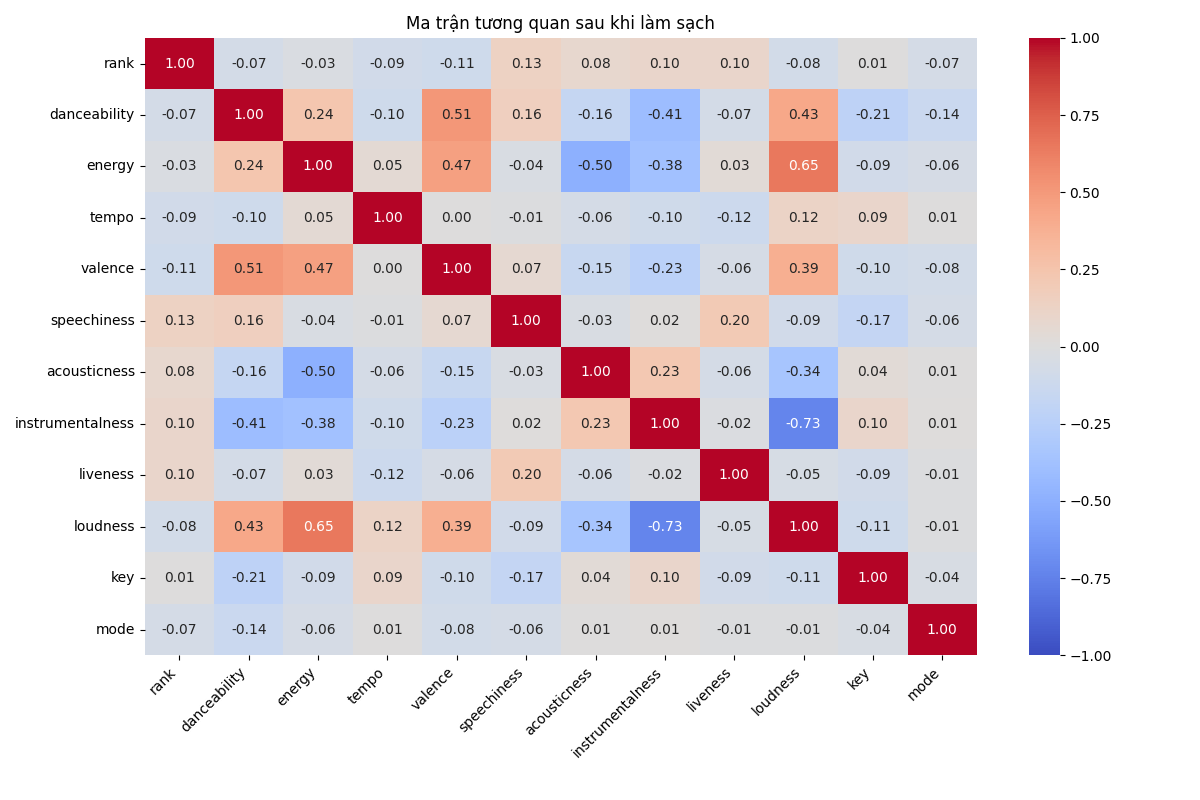 Ma trận tương quan sau khi làm sạch
rank 1.00 -0.07 -0.03 -0.09 -0.11 0.13 0.08 0.10 0.10 -0.08 0.01 -0.07
danceability -0.07 1.00 0.24 -0.10 0.51 0.16 -0.16 -0.41 -0.07 0.43 -0.21 -0.14
energy -0.03 0.24 1.00 0.05 0.47 -0.04 -0.50 -0.38 0.03 0.65 -0.09 -0.06
tempo -0.09 -0.10 0.05 1.00 0.00 -0.01 -0.06 -0.10 -0.12 0.12 0.09 0.01
valence -0.11 0.51 0.47 0.00 1.00 0.07 -0.15 -0.23 -0.06 0.39 -0.10 -0.08
speechiness 0.13 0.16 -0.04 -0.01 0.07 1.00 -0.03 0.02 0.20 -0.09 -0.17 -0.06
acousticness 0.08 -0.16 -0.50 -0.06 -0.15 -0.03 1.00 0.23 -0.06 -0.34 0.04 0.01
instrumentalness 0.10 -0.41 -0.38 -0.10 -0.23 0.02 0.23 1.00 -0.02 -0.73 0.10 0.01
liveness 0.10 -0.07 0.03 -0.12 -0.06 0.20 -0.06 -0.02 1.00 -0.05 -0.09 -0.01
loudness -0.08 0.43 0.65 0.12 0.39 -0.09 -0.34 -0.73 -0.05 1.00 -0.11 -0.01
key 0.01 -0.21 -0.09 0.09 -0.10 -0.17 0.04 0.10 -0.09 -0.11 1.00 -0.04
mode -0.07 -0.14 -0.06 0.01 -0.08 -0.06 0.01 0.01 -0.01 -0.01 -0.04 1.00
rank danceability energy tempo valence speechiness acousticness instrumentalness liveness loudness key mode
1.00
0.75
0.50
0.25
0.00
−0.25
−0.50
−0.75
−1.00